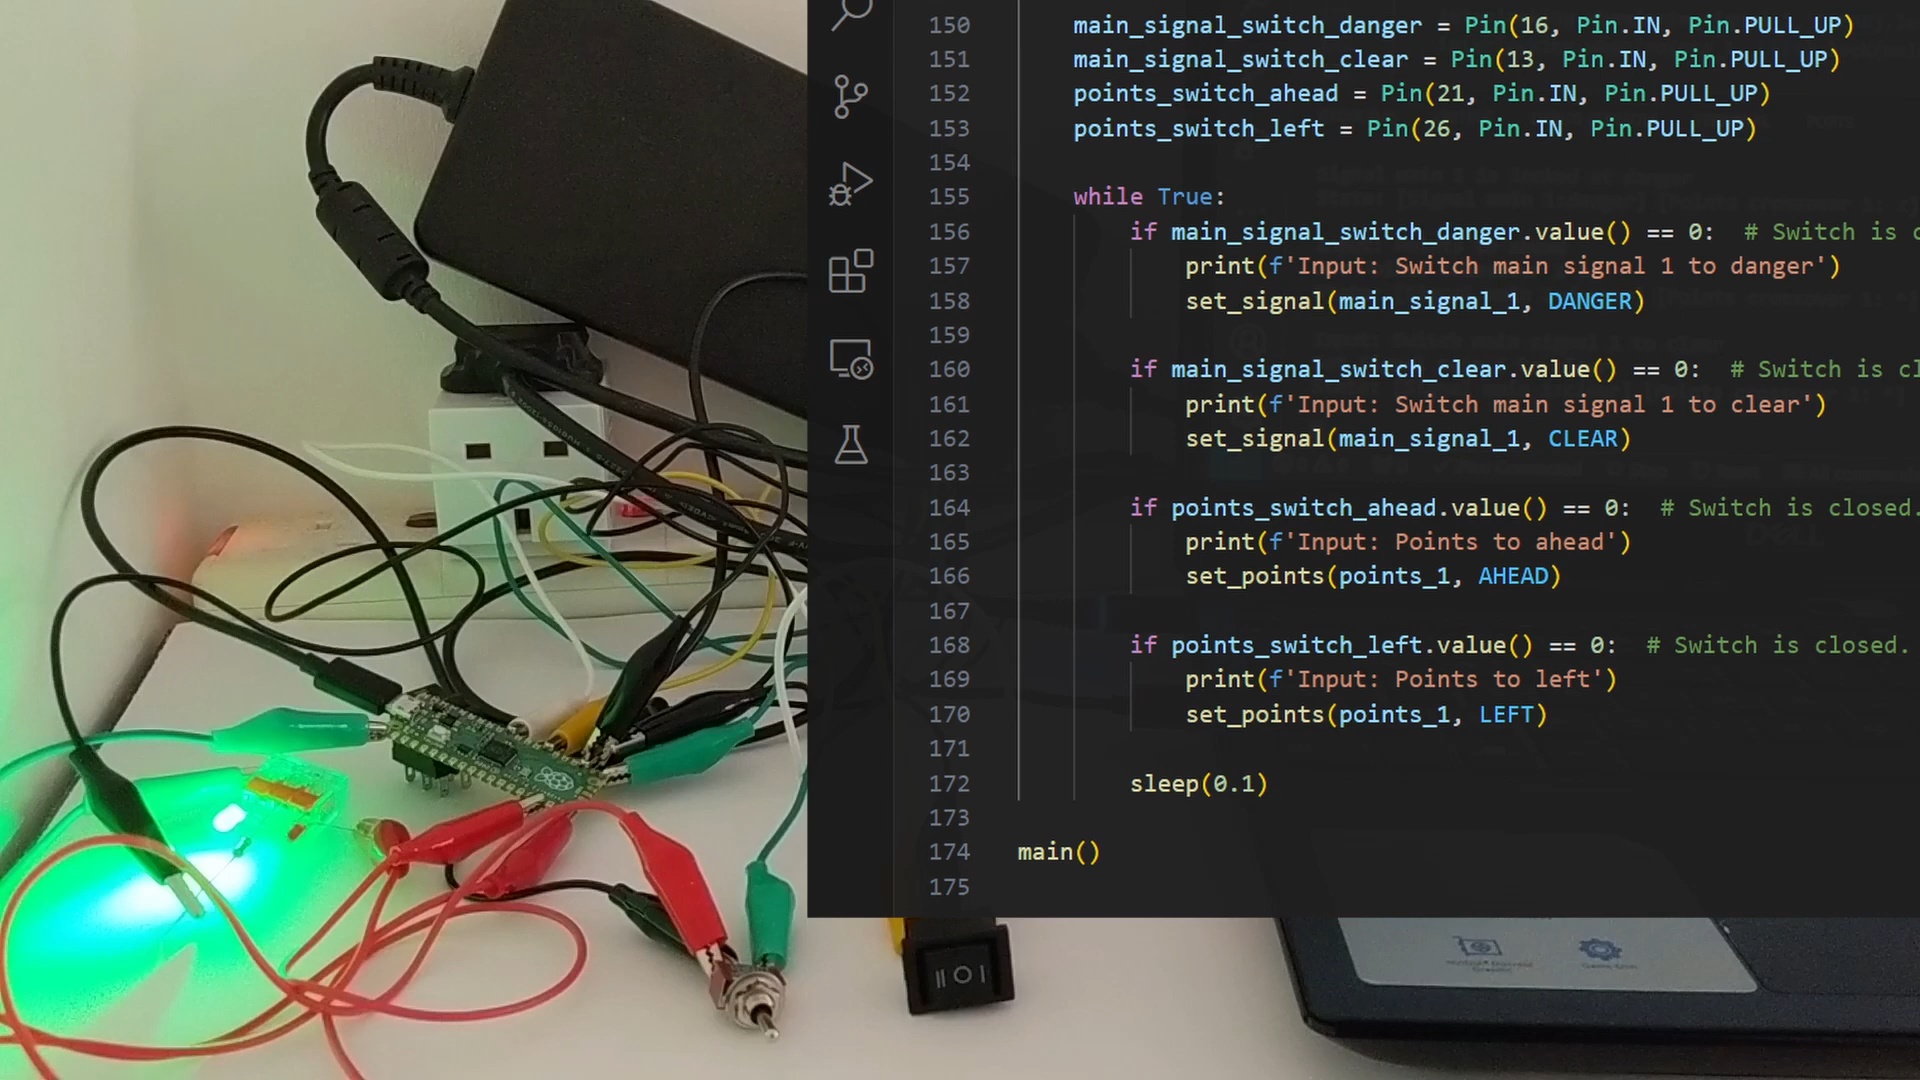 150 main_signal_switch_danger = Pin(16, Pin.IN, Pin.PULL_UP)
151 main_signal_switch_clear = Pin(13, Pin.IN, Pin.PULL_UP)
152 points_switch_ahead = Pin(21, Pin.IN, Pin.PULL_UP)
153 points_switch_left = Pin(26, Pin.IN, Pin.PULL_UP)
154
155 while True:
156 if main_signal_switch_danger.value() == 0: # Switch is
157 print(f'Input: Switch main signal 1 to danger')
158 set_signal(main_signal_1, DANGER)
159
160 if main_signal_switch_clear.value() == 0: # Switch is
161 print(f'Input: Switch main signal 1 to clear')
162 set_signal(main_signal_1, CLEAR)
163
164 if points_switch_ahead.value() == 0: # Switch is closed.
165 print(f'Input: Points to ahead')
166 set_points(points_1, AHEAD)
167
168 if points_switch_left.value() == 0: # Switch is closed.
169 print(f'Input: Points to left')
170 set_points(points_1, LEFT)
171
172 sleep(0.1)
173
174 main()
175